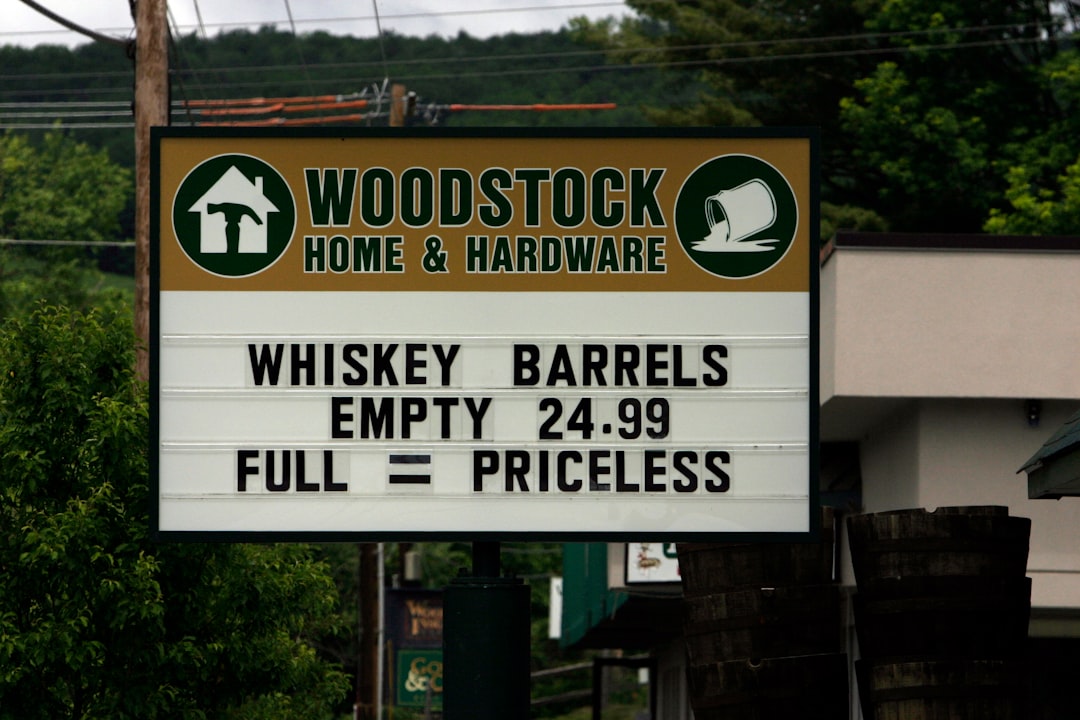 WOODSTOCK
HOME & HARDWARE
WHISKEY BARRELS
EMPTY 24.99
FULL = PRICELESS